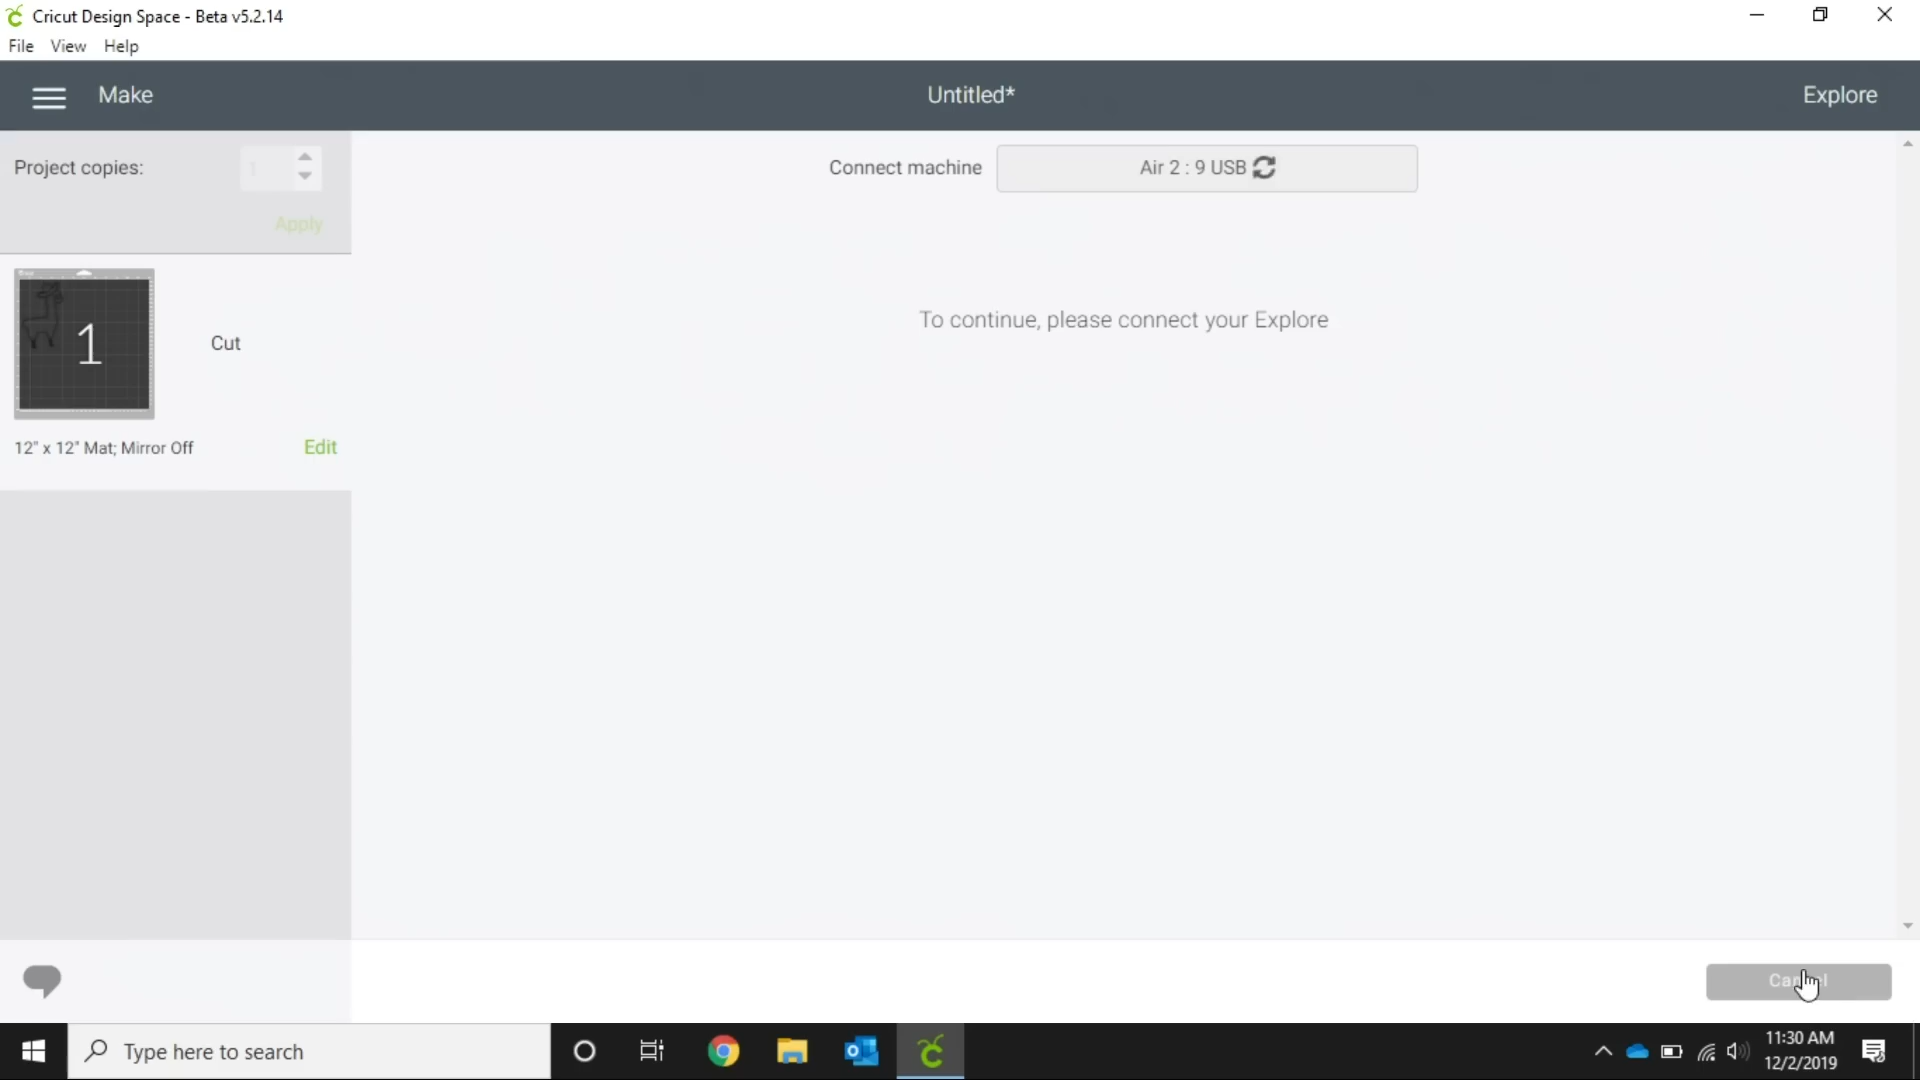 Cricut Design Space - Beta v5.2.14
File View Help
Make
Untitled*
Explore
Project copies:
1
Connect machine
Air 2 : 9 USB
Apply
To continue, please connect your Explore
1
Cut
12" x 12" Mat; Mirror Off
Edit
Cancel
Type here to search
11:30 AM
12/2/2019